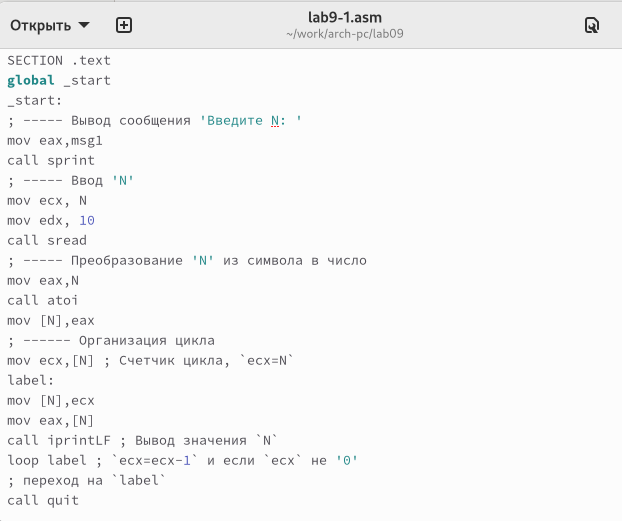 Открыть
lab9-1.asm
~/work/arch-pc/lab09
SECTION .text
global _start
_start:
; ----- Вывод сообщения 'Введите N: '
mov eax,msg1
call sprint
; ----- Ввод 'N'
mov ecx, N
mov edx, 10
call sread
; ----- Преобразование 'N' из символа в число
mov eax,N
call atoi
mov [N],eax
; ------ Организация цикла
mov ecx,[N] ; Счетчик цикла, `ecx=N`
label:
mov [N],ecx
mov eax,[N]
call iprintLF ; Вывод значения `N`
loop label ; `ecx=ecx-1` и если `ecx` не '0'
; переход на `label`
call quit